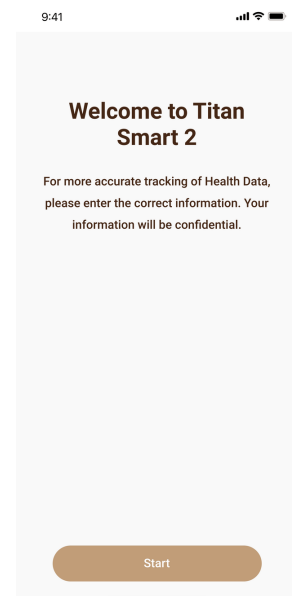 9:41
Welcome to Titan
Smart 2
For more accurate tracking of Health Data,
please enter the correct information. Your
information will be confidential.
Start